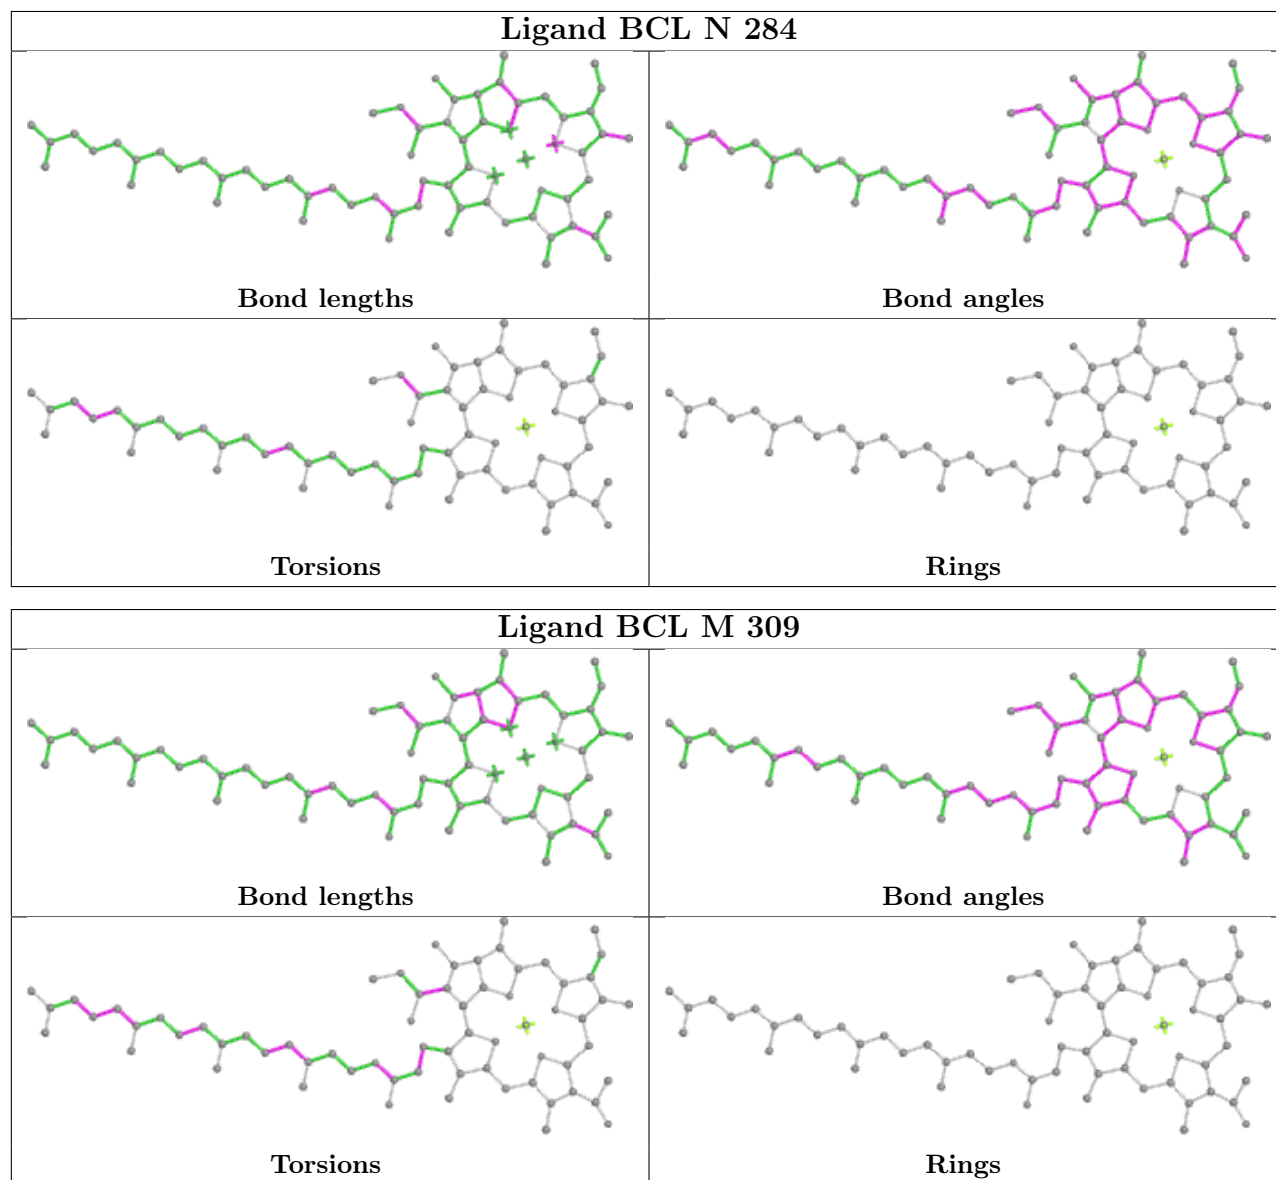 Ligand BCL N 284
Bond lengths
Bond angles
Torsions
Rings
Ligand BCL M 309
Bond lengths
Bond angles
Torsions
Rings